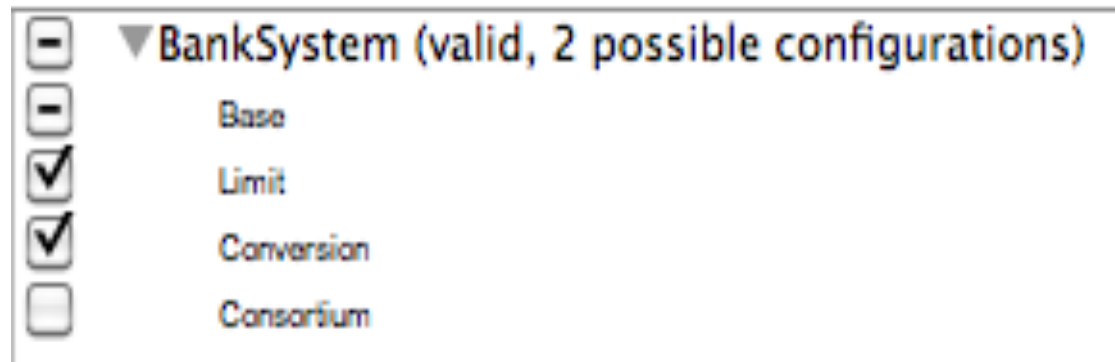 BankSystem (valid, 2 possible configurations)
Base
Limit
Conversion
Consortium